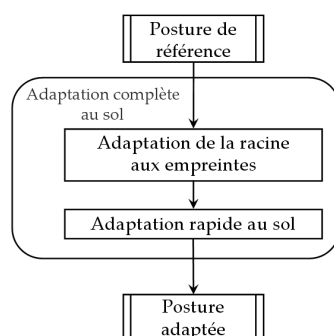 Posture de
référence
Adaptation complète
au sol
Adaptation de la racine
aux empreintes
Adaptation rapide au sol
Posture
adaptée